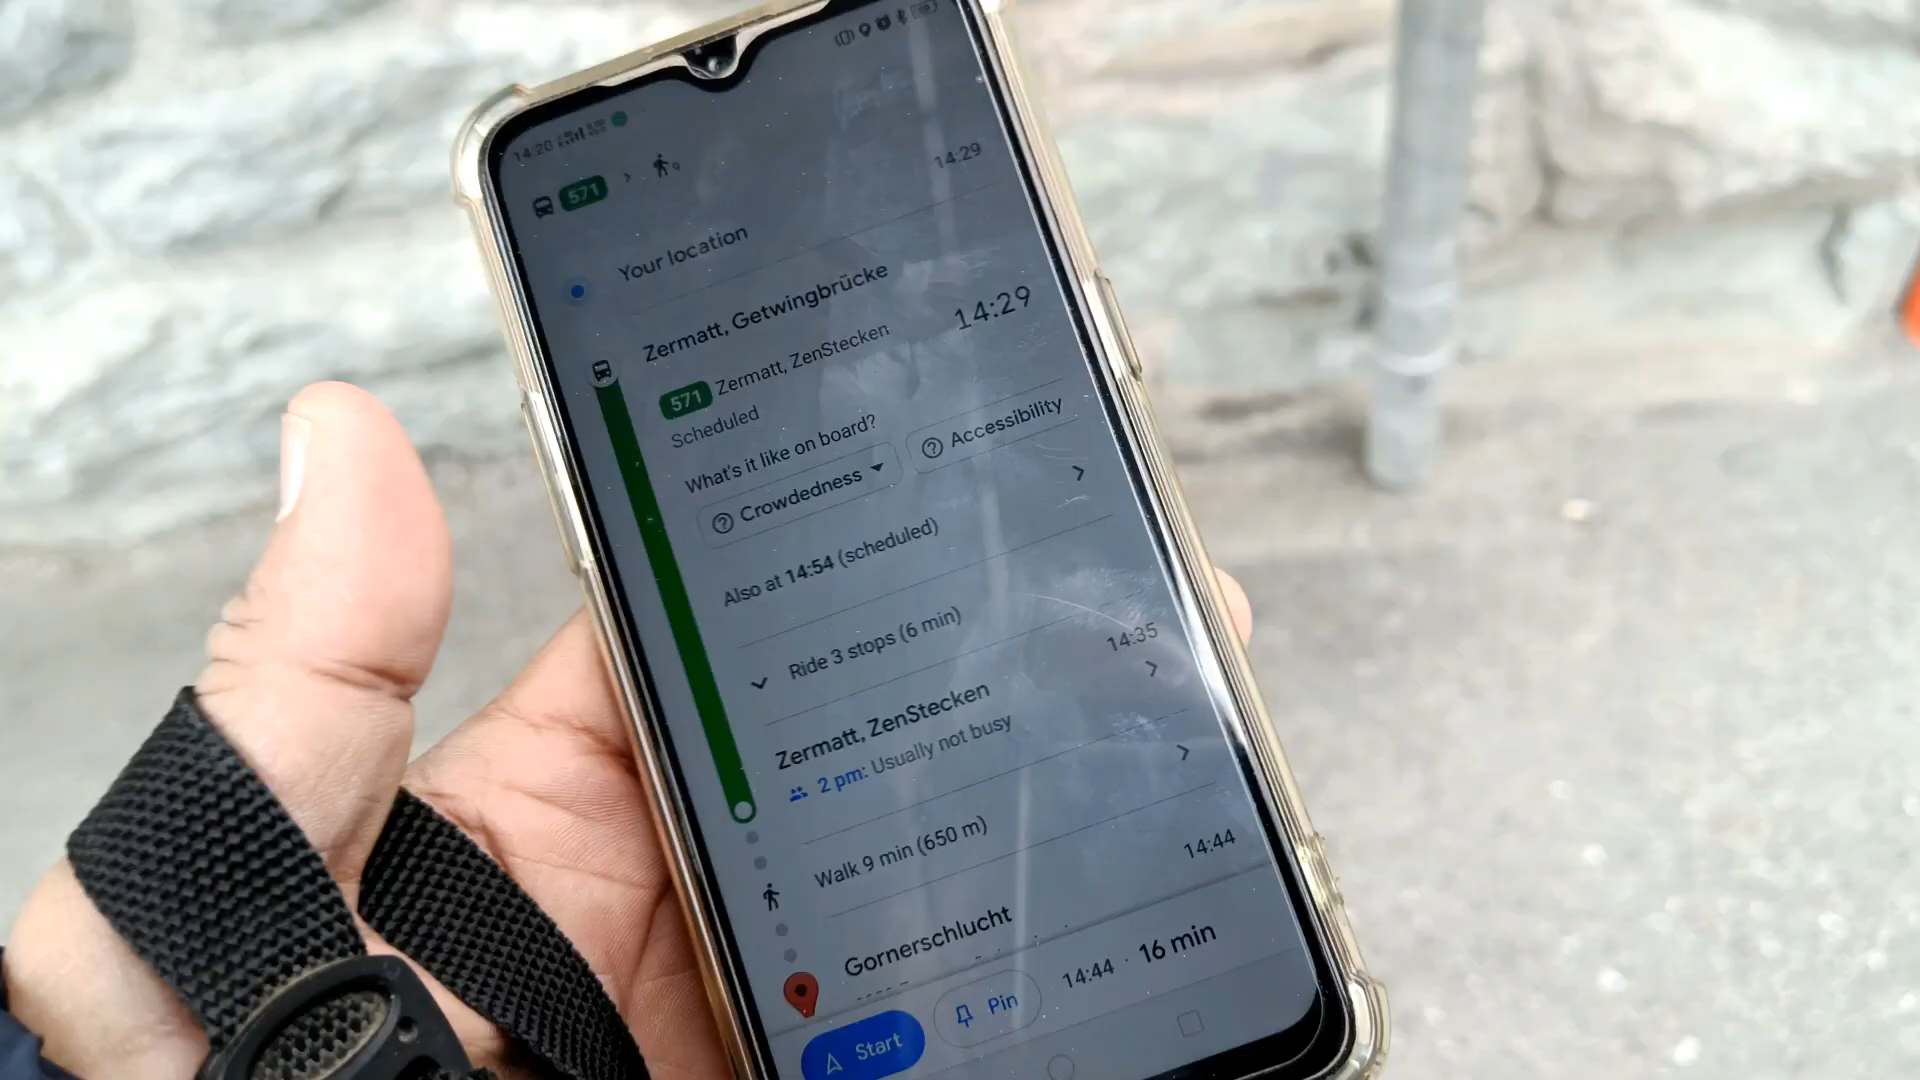 14:20
571
14:29
Your location
Zermatt, Getwingbrücke
14:29
571 Zermatt, ZenStecken
Scheduled
What's it like on board?
Crowdedness
Accessibility
Also at 14:54 (scheduled)
Ride 3 stops (6 min)
14:35
Zermatt, ZenStecken
2 pm: Usually not busy
Walk 9 min (650 m)
14:44
Gornerschlucht
14:44 · 16 min
Start
Pin